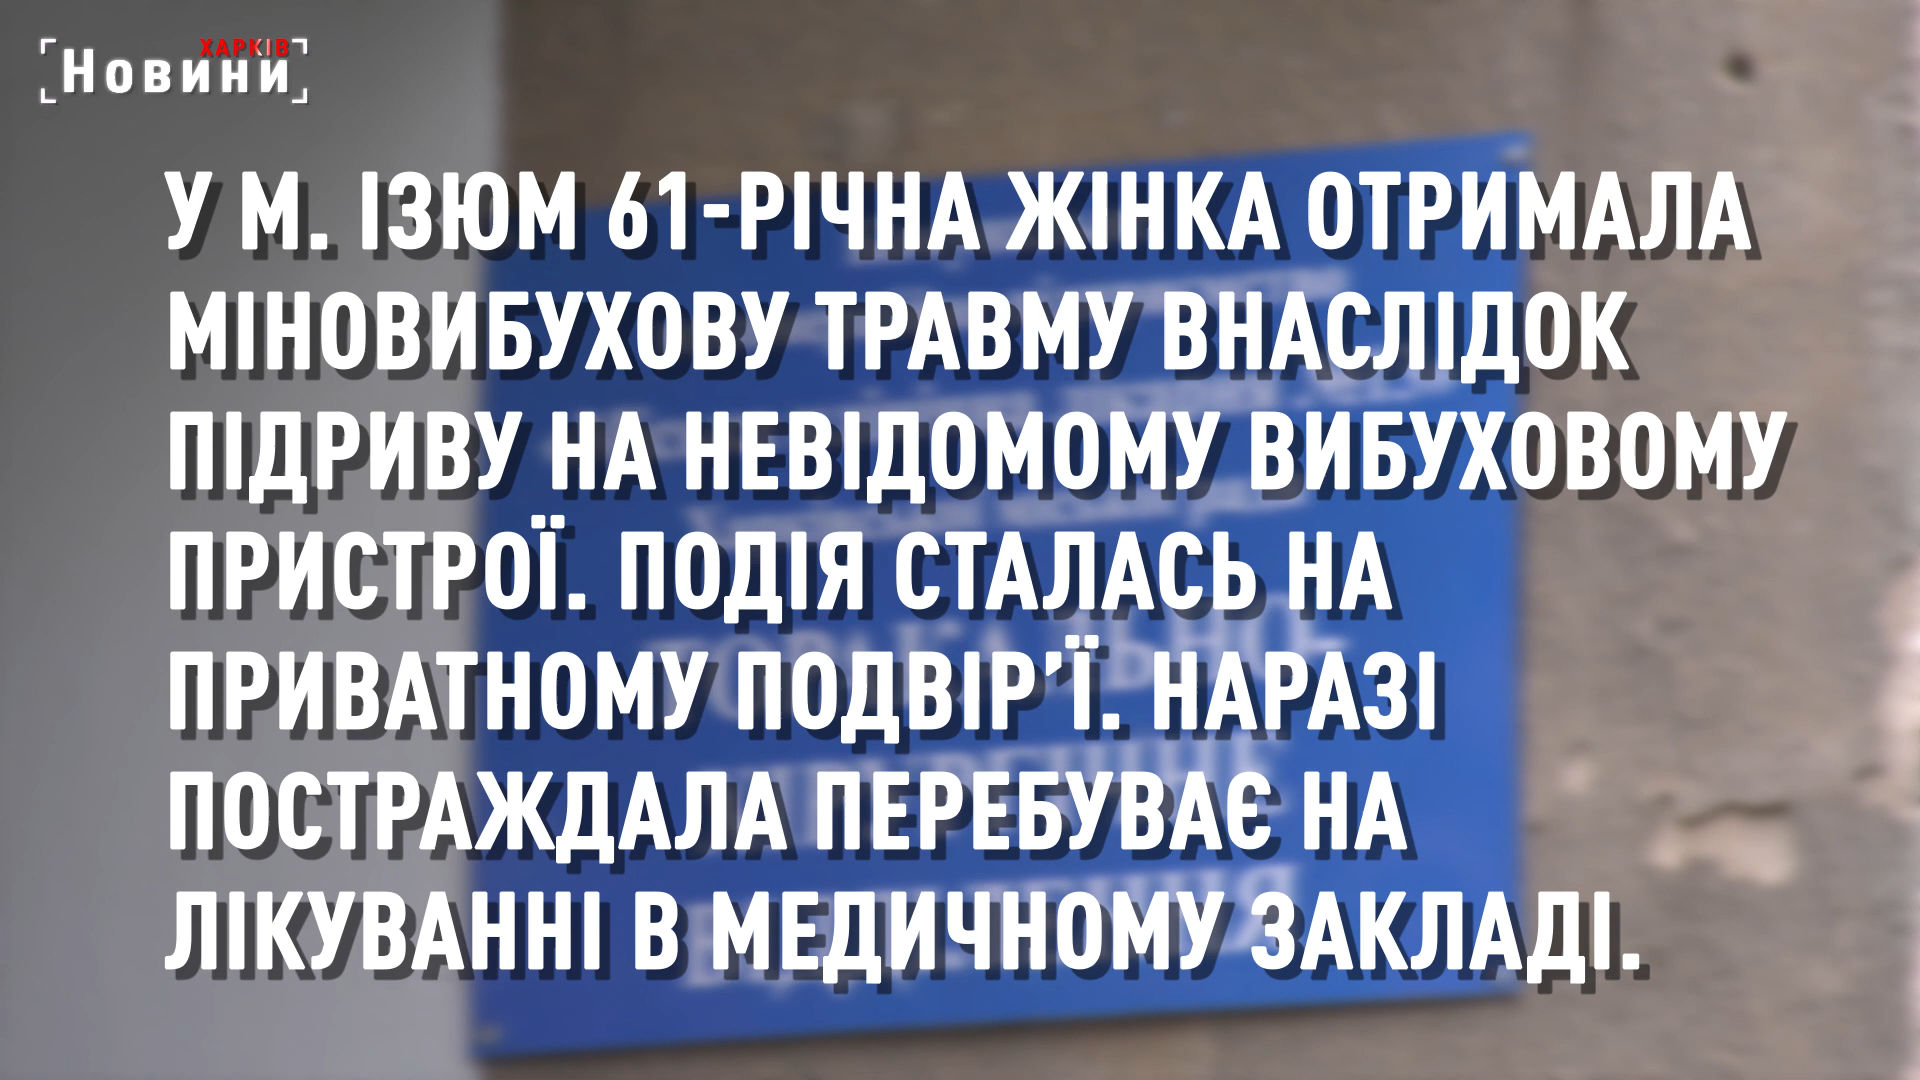 ХАРКІВ
Новини
У М. ІЗЮМ 61-РІЧНА ЖІНКА ОТРИМАЛА
МІНОВИБУХОВУ ТРАВМУ ВНАСЛІДОК
ПІДРИВУ НА НЕВІДОМОМУ ВИБУХОВОМУ
ПРИСТРОЇ. ПОДІЯ СТАЛАСЬ НА
ПРИВАТНОМУ ПОДВІР’Ї. НАРАЗІ
ПОСТРАЖДАЛА ПЕРЕБУВАЄ НА
ЛІКУВАННІ В МЕДИЧНОМУ ЗАКЛАДІ.